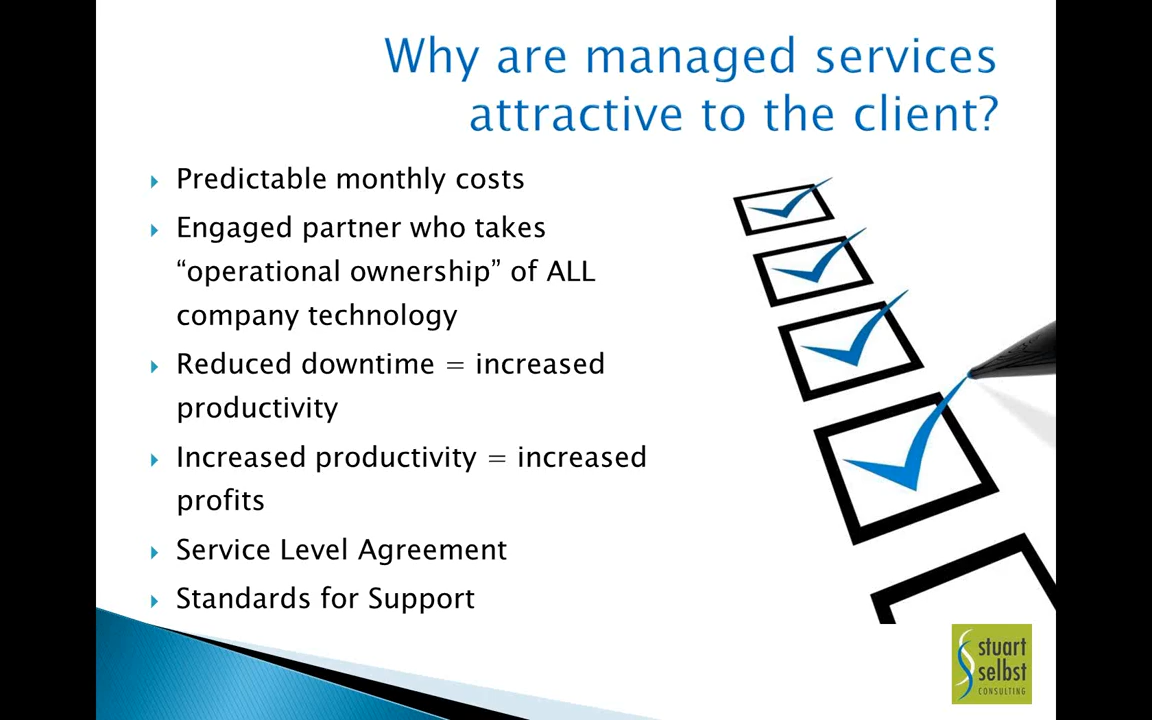 Why are managed services
attractive to the client?
Predictable monthly costs
Engaged partner who takes
“operational ownership” of ALL
company technology
Reduced downtime = increased
productivity
Increased productivity = increased
profits
Service Level Agreement
Standards for Support
stuart
selbst
CONSULTING